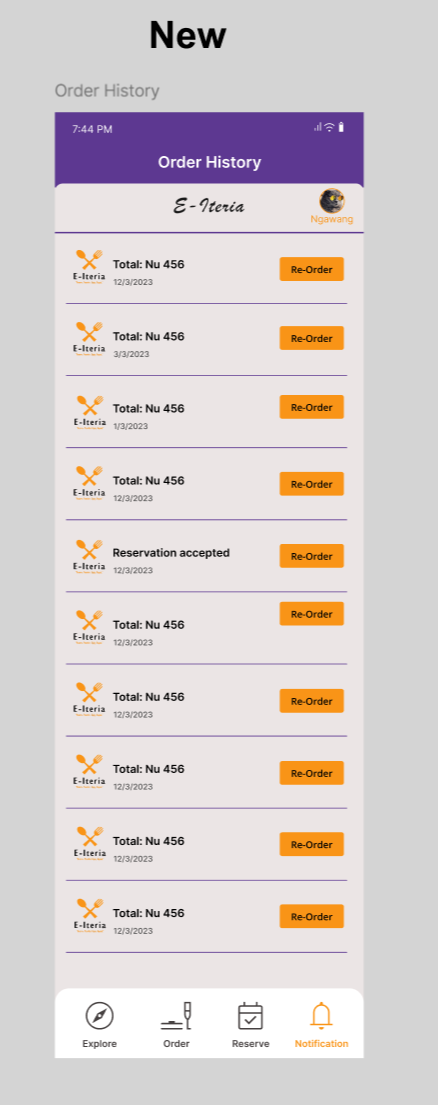 New
Order History
7:44 PM
Order History
E-Iteria
Ngawang
E-Iteria
Total: Nu 456
12/3/2023
Re-Order
E-Iteria
Total: Nu 456
3/3/2023
Re-Order
E-Iteria
Total: Nu 456
1/3/2023
Re-Order
E-Iteria
Total: Nu 456
12/3/2023
Re-Order
E-Iteria
Reservation accepted
12/3/2023
Re-Order
E-Iteria
Total: Nu 456
12/3/2023
Re-Order
E-Iteria
Total: Nu 456
12/3/2023
Re-Order
E-Iteria
Total: Nu 456
12/3/2023
Re-Order
E-Iteria
Total: Nu 456
12/3/2023
Re-Order
E-Iteria
Total: Nu 456
12/3/2023
Re-Order
Explore
Order
Reserve
Notification